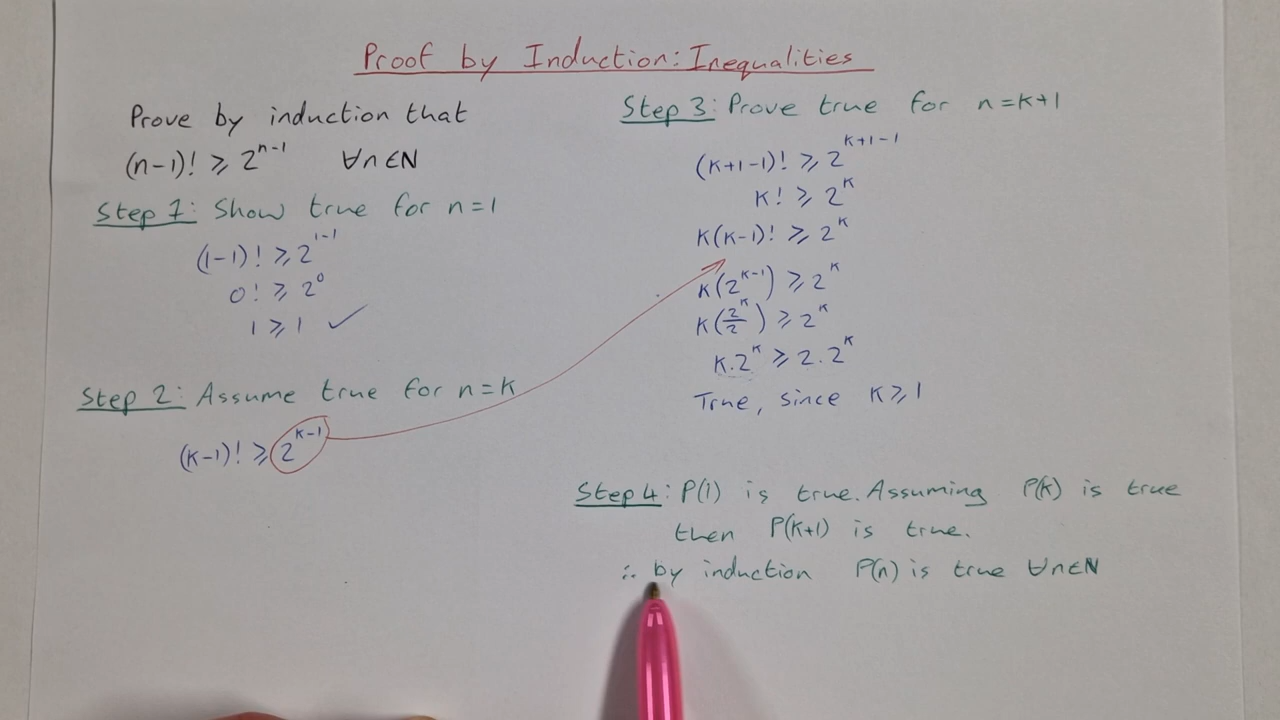 Proof by Induction: Inequalities
Prove by induction that
(n-1)! ≥ 2^{n-1} ∀n∈N
Step 1: Show true for n=1
(1-1)! ≥ 2^{1-1}
0! ≥ 2^0
1 ≥ 1 ✓
Step 2: Assume true for n=k
(k-1)! ≥ 2^{k-1}
Step 3: Prove true for n=k+1
(k+1-1)! ≥ 2^{k+1-1}
k! ≥ 2^k
k(k-1)! ≥ 2^k
k(2^{k-1}) ≥ 2^k
k(2^k/2) ≥ 2^k
k.2^k ≥ 2.2^k
True, since k≥1
Step 4: P(1) is true. Assuming P(k) is true
then P(k+1) is true.
∴ by induction P(n) is true ∀n∈N